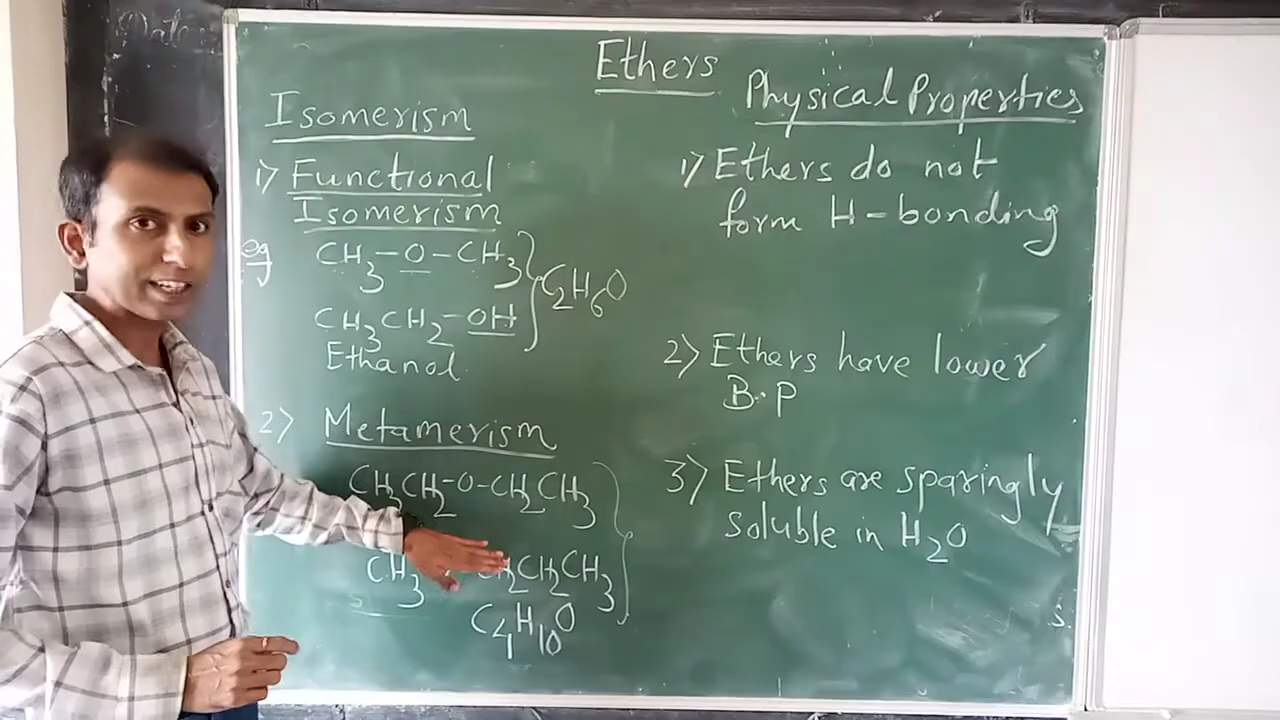 Date:
Ethers
Isomerism
1) Functional
Isomerism
eg CH3-O-CH3 } C2H6O
CH3CH2-OH
Ethanol
2) Metamerism
CH3CH2-O-CH2CH3
CH3 CH2CH2CH3
C4H10O
Physical Properties
1) Ethers do not
form H-bonding
2) Ethers have lower
B.P
3) Ethers are sparingly
soluble in H2O